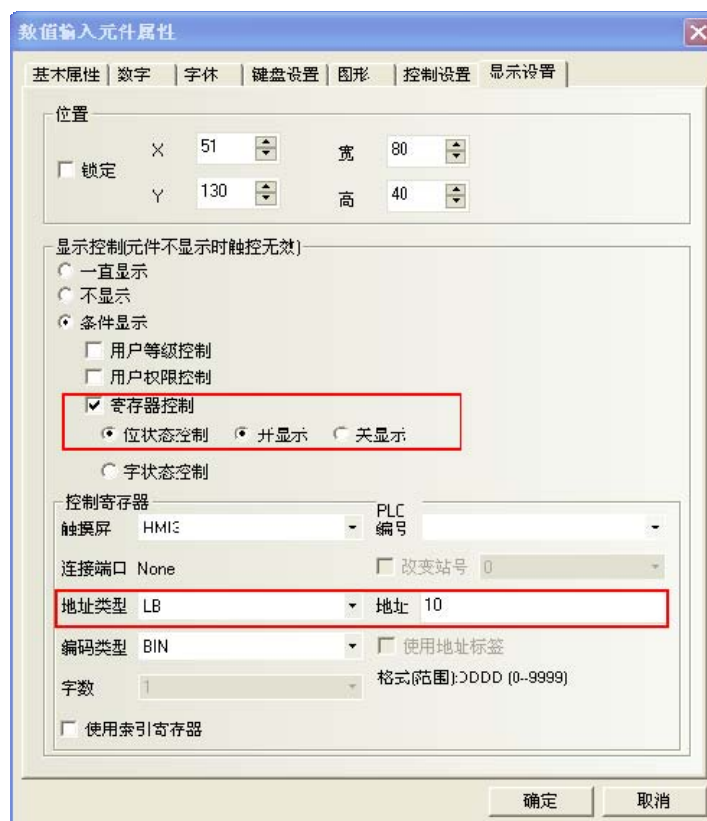 数值输入元件属性
基本属性 数字 字体 键盘设置 图形 控制设置 显示设置
位置
锁定 X 51 宽 80
Y 130 高 40
显示控制(元件不显示时触控无效)
一直显示
不显示
条件显示
用户等级控制
用户权限控制
寄存器控制
位状态控制 开显示 关显示
字状态控制
控制寄存器
触摸屏 HMI3 PLC编号
连接端口 None 改变站号 0
地址类型 LB 地址 10
编码类型 BIN 使用地址标签
字数 1 格式(范围):DDDD (0--9999)
使用索引寄存器
确定 取消